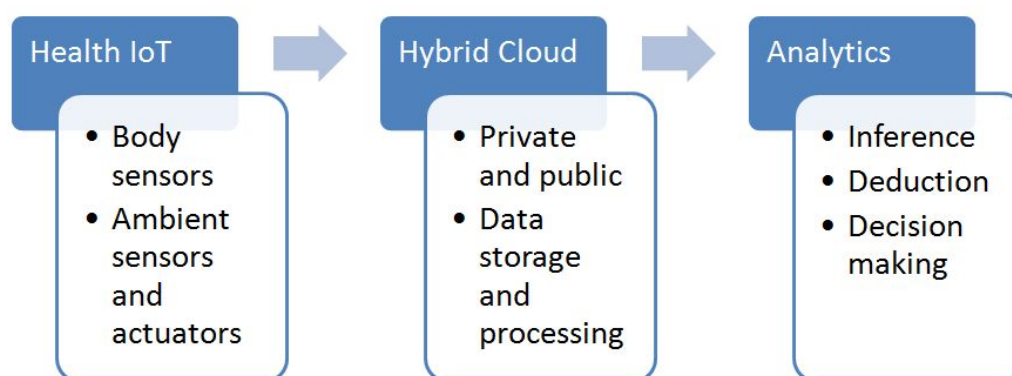 Health IoT
• Body
sensors
• Ambient
sensors
and
actuators
Hybrid Cloud
• Private
and public
• Data
storage
and
processing
Analytics
• Inference
• Deduction
• Decision
making